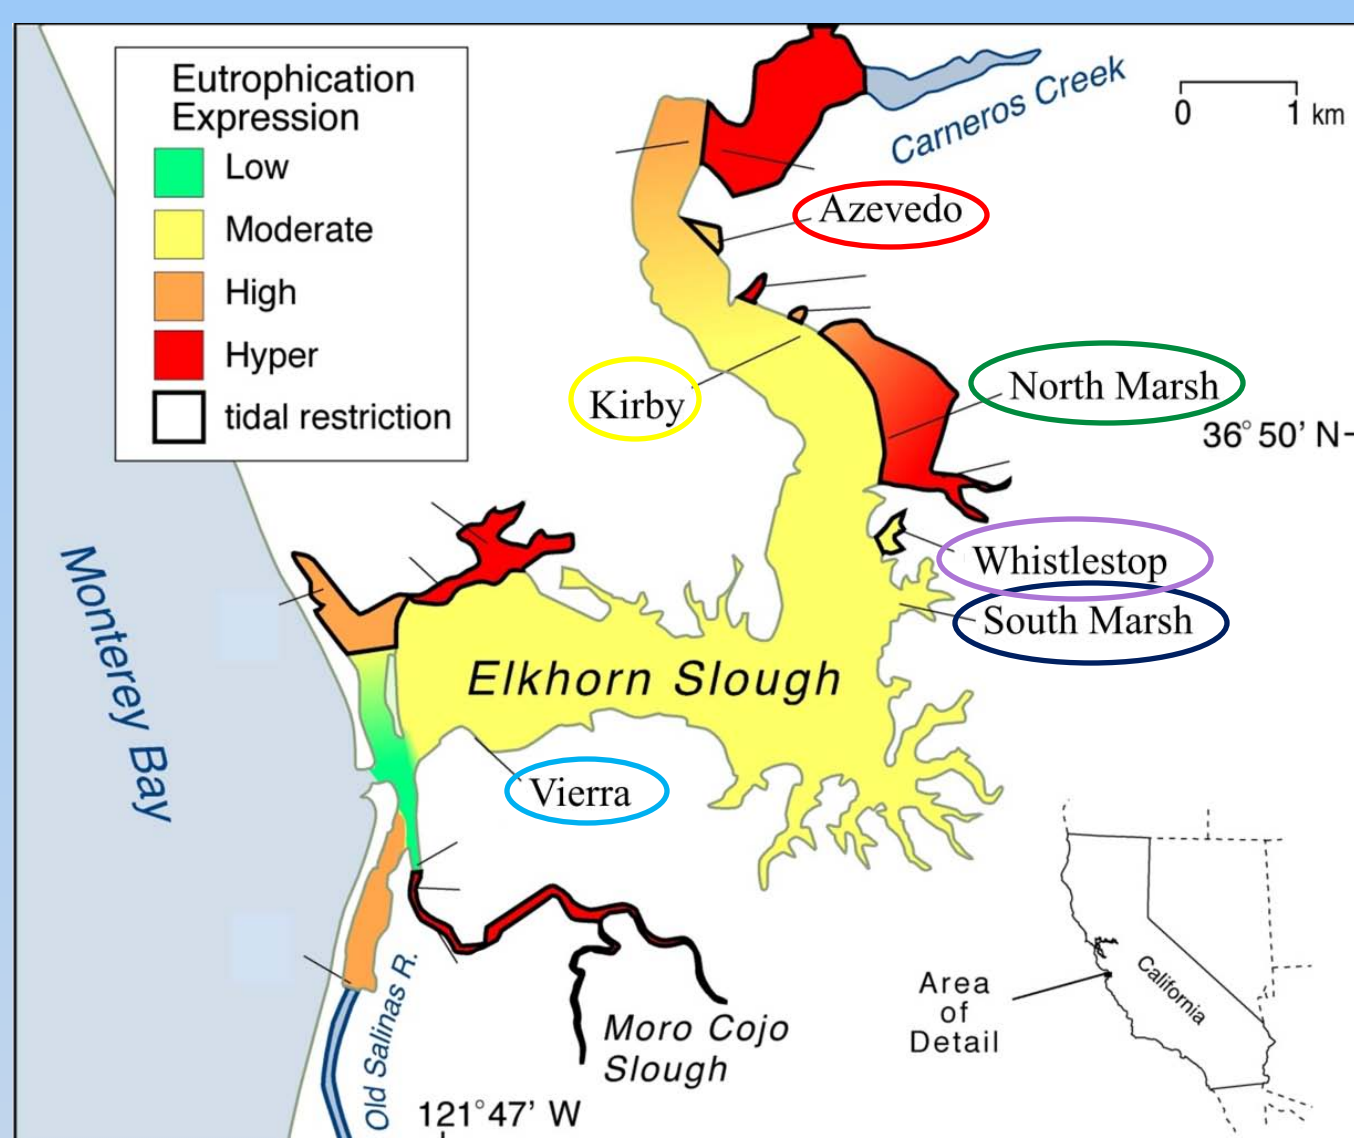 Eutrophication
Expression
Low
Moderate
High
Hyper
tidal restriction
Carneros Creek
0 1 km
Azevedo
Kirby
North Marsh
36° 50’ N
Whistlestop
South Marsh
Monterey Bay
Elkhorn Slough
Vierra
Old Salinas R.
Moro Cojo
Slough
121°47’ W
Area
of
Detail
California